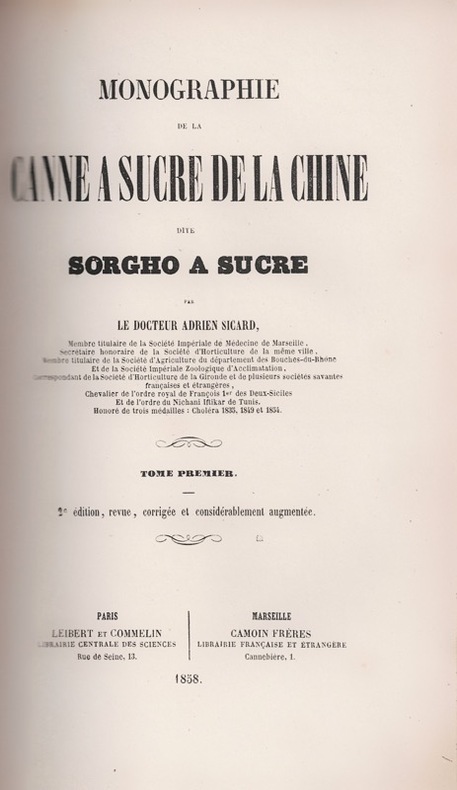 MONOGRAPHIE
DE LA
CANNE A SUCRE DE LA CHINE
DITE
SORGHO A SUCRE
PAR
LE DOCTEUR ADRIEN SICARD,
Membre titulaire de la Société Impériale de Médecine de Marseille,
Secrétaire honoraire de la Société d'Horticulture de la même ville,
Membre titulaire de la Société d'Agriculture du département des Bouches-du-Rhône
Et de la Société Impériale Zoologique d'Acclimatation,
Correspondant de la Société d'Horticulture de la Gironde et de plusieurs sociétés savantes
françaises et étrangères,
Chevalier de l'ordre royal de François 1er des Deux-Siciles
Et de l'ordre du Nichani Iftikar de Tunis.
Honoré de trois médailles : Choléra 1835, 1849 et 1854.
TOME PREMIER.
2e édition, revue, corrigée et considérablement augmentée.
PARIS
LEIBERT ET COMMELIN
LIBRAIRIE CENTRALE DES SCIENCES
Rue de Seine, 13.
MARSEILLE
CAMOIN FRÈRES
LIBRAIRIE FRANÇAISE ET ÉTRANGÈRE
Cannebière, 1.
1858.